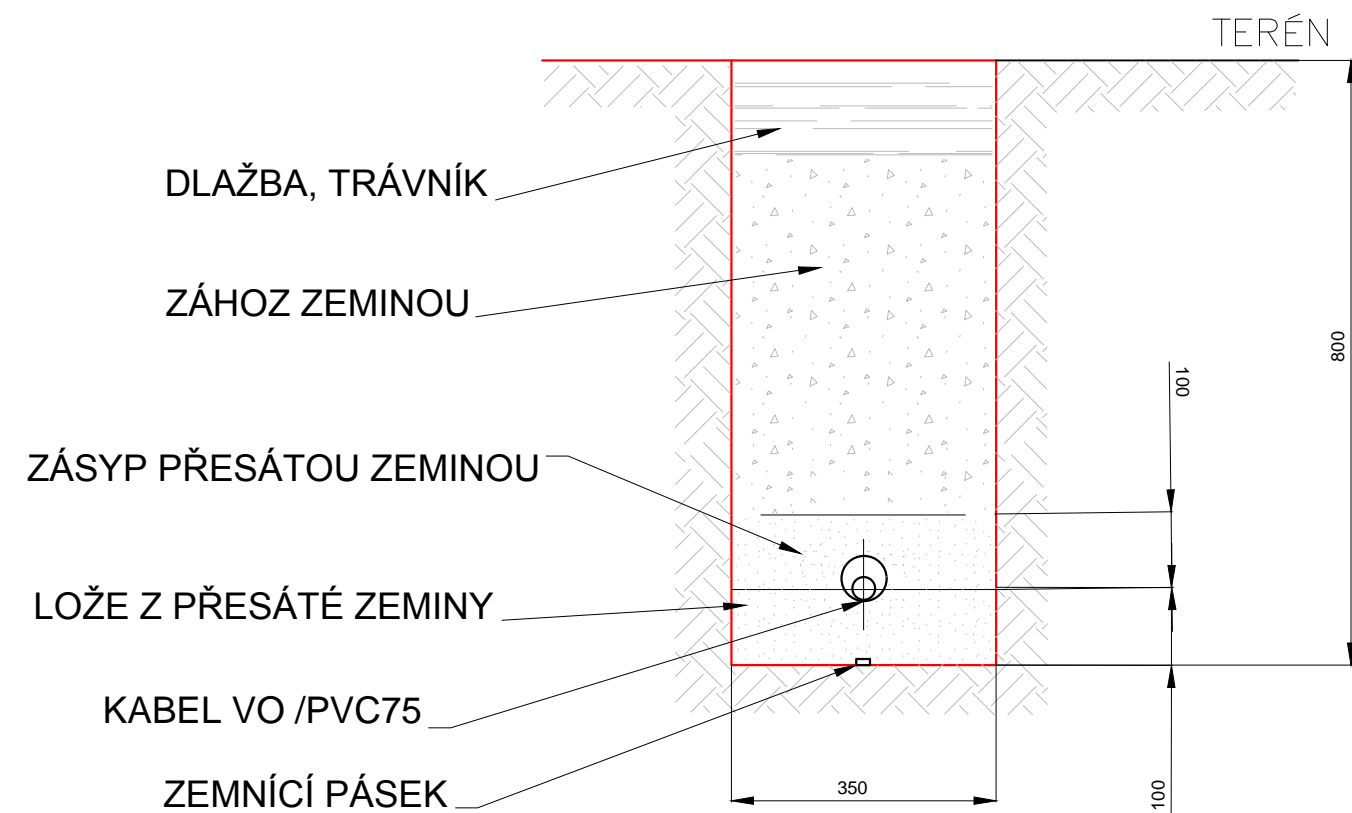 TERÉN
DLAŽBA, TRÁVNÍK
ZÁHOZ ZEMINOU
800
100
ZÁSYP PŘESÁTOU ZEMINOU
LOŽE Z PŘESÁTÉ ZEMINY
KABEL VO /PVC75
ZEMNÍCÍ PÁSEK
350
100